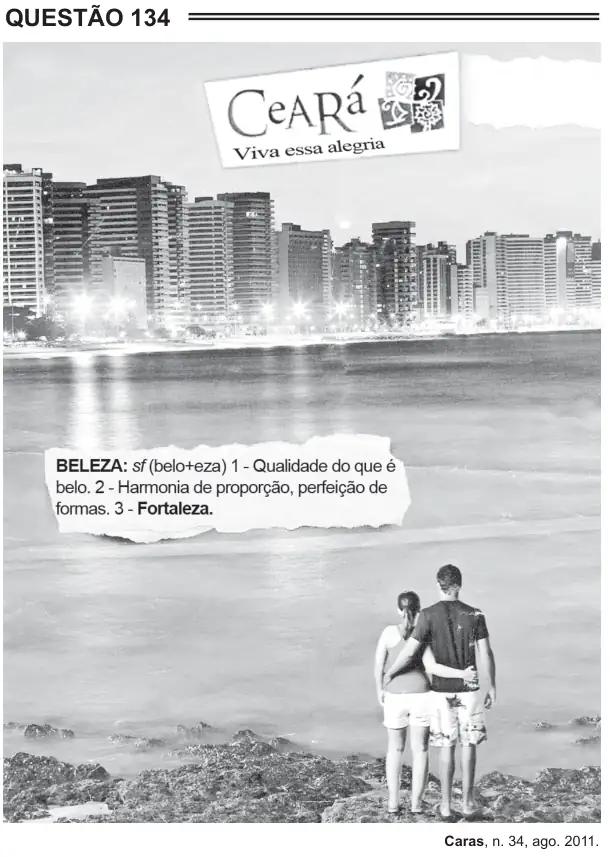 QUESTÃO 134
CeARá
Viva essa alegria
BELEZA: sf (belo+eza) 1 - Qualidade do que é
belo. 2 - Harmonia de proporção, perfeição de
formas. 3 - Fortaleza.
Caras, n. 34, ago. 2011.